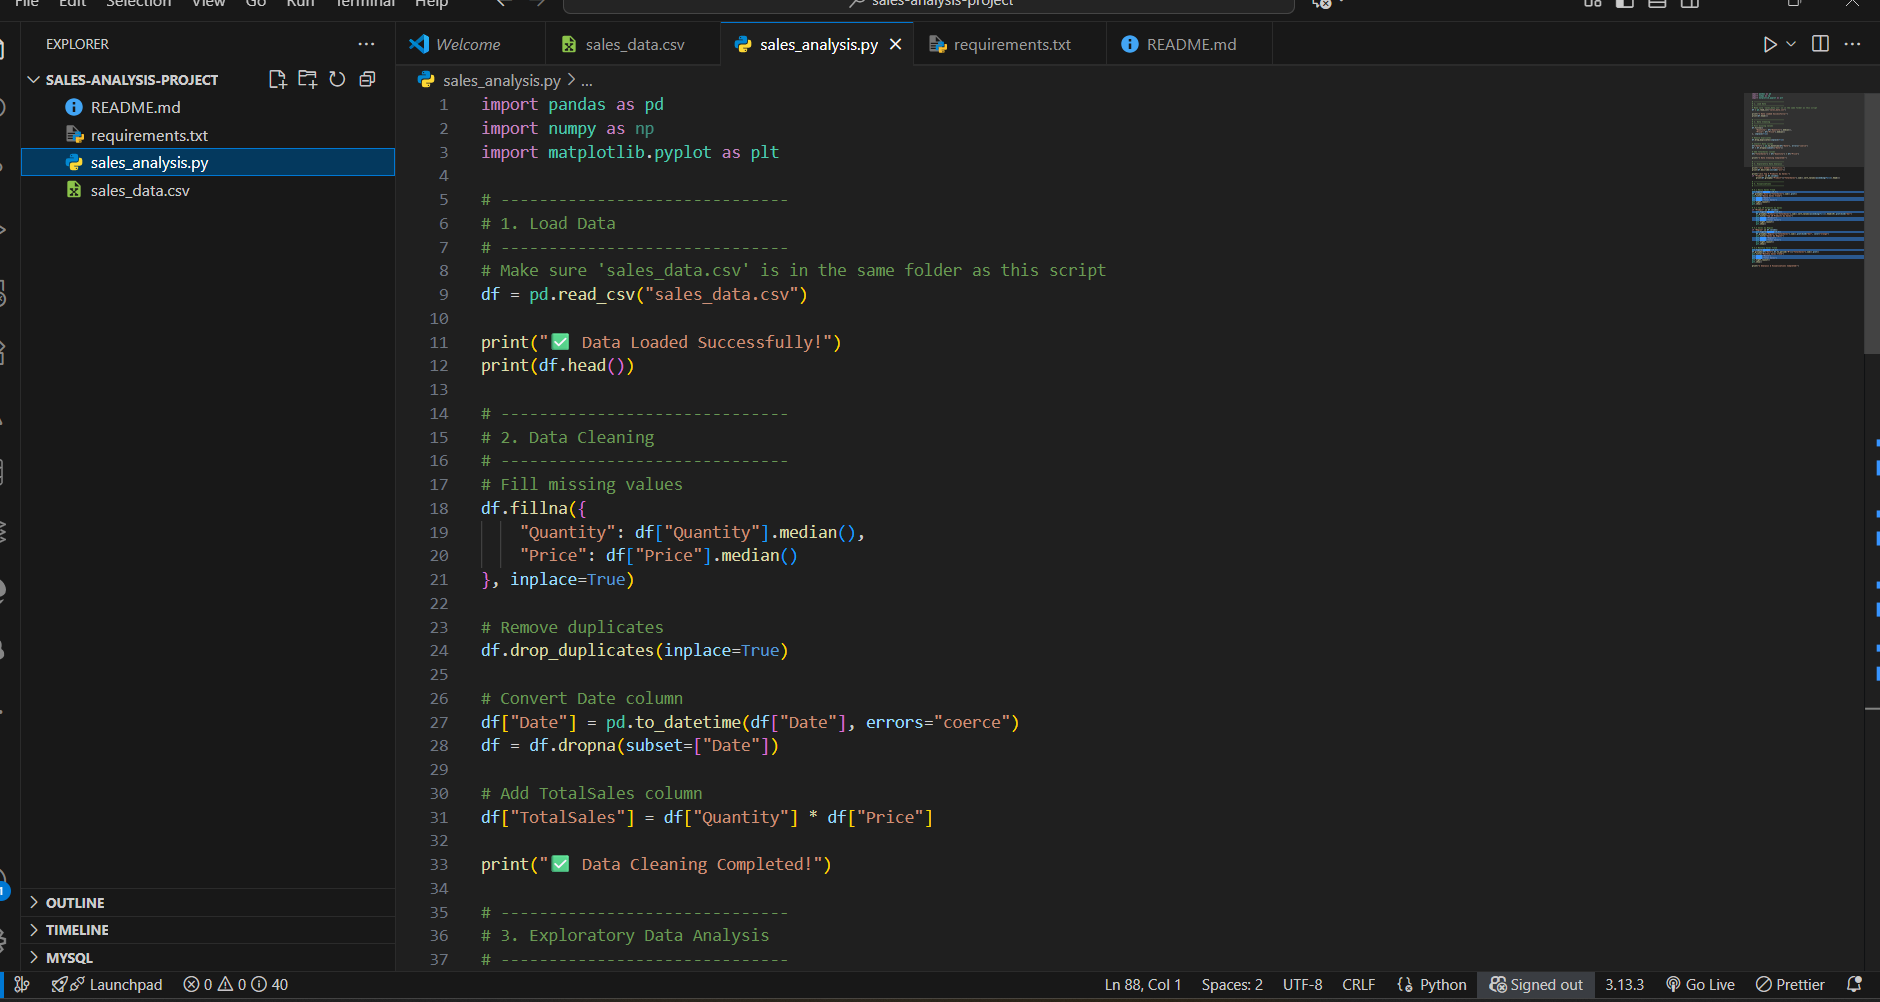 File Edit Selection View Go Run Terminal Help
sales-analysis-project
EXPLORER
SALES-ANALYSIS-PROJECT
README.md
requirements.txt
sales_analysis.py
sales_data.csv
OUTLINE
TIMELINE
MYSQL
Welcome
sales_data.csv
sales_analysis.py
requirements.txt
README.md
sales_analysis.py > ...
1 import pandas as pd
2 import numpy as np
3 import matplotlib.pyplot as plt
4
5 # ------------------------------
6 # 1. Load Data
7 # ------------------------------
8 # Make sure 'sales_data.csv' is in the same folder as this script
9 df = pd.read_csv("sales_data.csv")
10
11 print("✅ Data Loaded Successfully!")
12 print(df.head())
13
14 # ------------------------------
15 # 2. Data Cleaning
16 # ------------------------------
17 # Fill missing values
18 df.fillna({
19     "Quantity": df["Quantity"].median(),
20     "Price": df["Price"].median()
21 }, inplace=True)
22
23 # Remove duplicates
24 df.drop_duplicates(inplace=True)
25
26 # Convert Date column
27 df["Date"] = pd.to_datetime(df["Date"], errors="coerce")
28 df = df.dropna(subset=["Date"])
29
30 # Add TotalSales column
31 df["TotalSales"] = df["Quantity"] * df["Price"]
32
33 print("✅ Data Cleaning Completed!")
34
35 # ------------------------------
36 # 3. Exploratory Data Analysis
37 # ------------------------------
Launchpad 0 0 40 Ln 88, Col 1 Spaces: 2 UTF-8 CRLF {} Python Signed out 3.13.3 Go Live Prettier